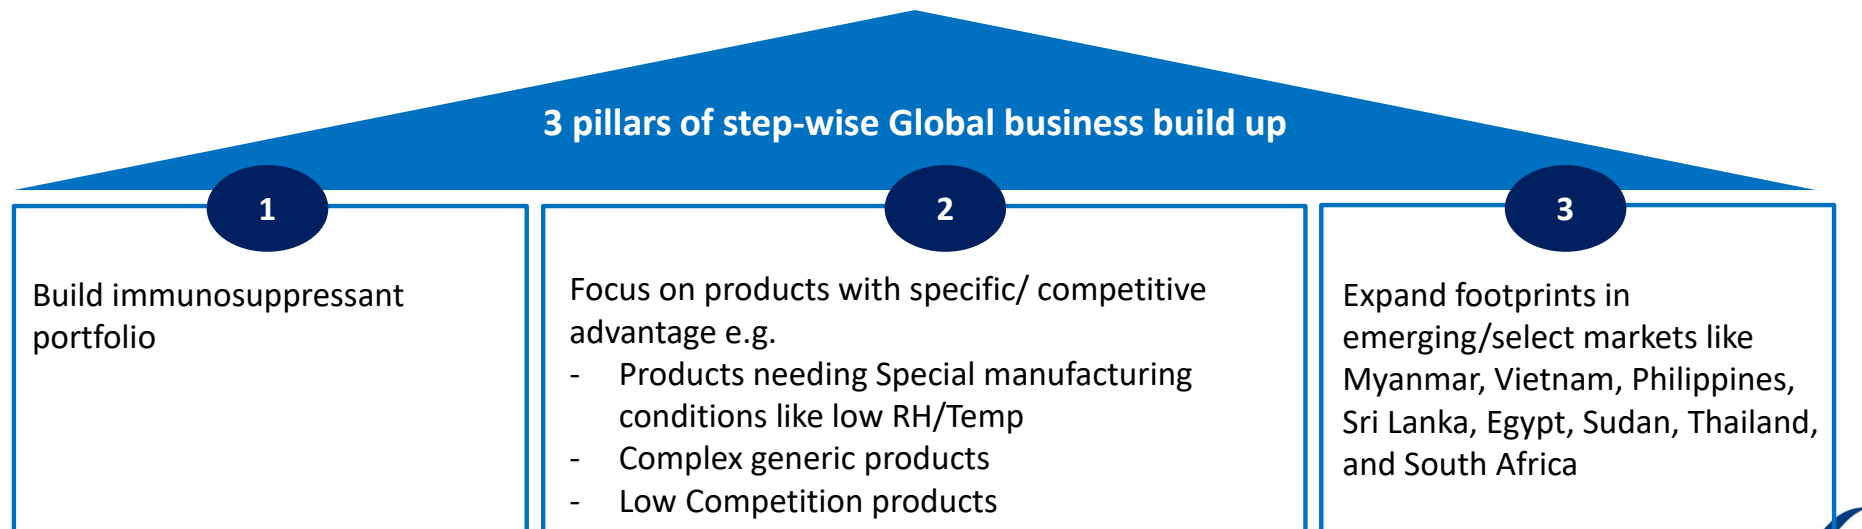 3 pillars of step-wise Global business build up
1
Build immunosuppressant
portfolio
2
Focus on products with specific/ competitive
advantage e.g.
- Products needing Special manufacturing
conditions like low RH/Temp
- Complex generic products
- Low Competition products
3
Expand footprints in
emerging/select markets like
Myanmar, Vietnam, Philippines,
Sri Lanka, Egypt, Sudan, Thailand,
and South Africa